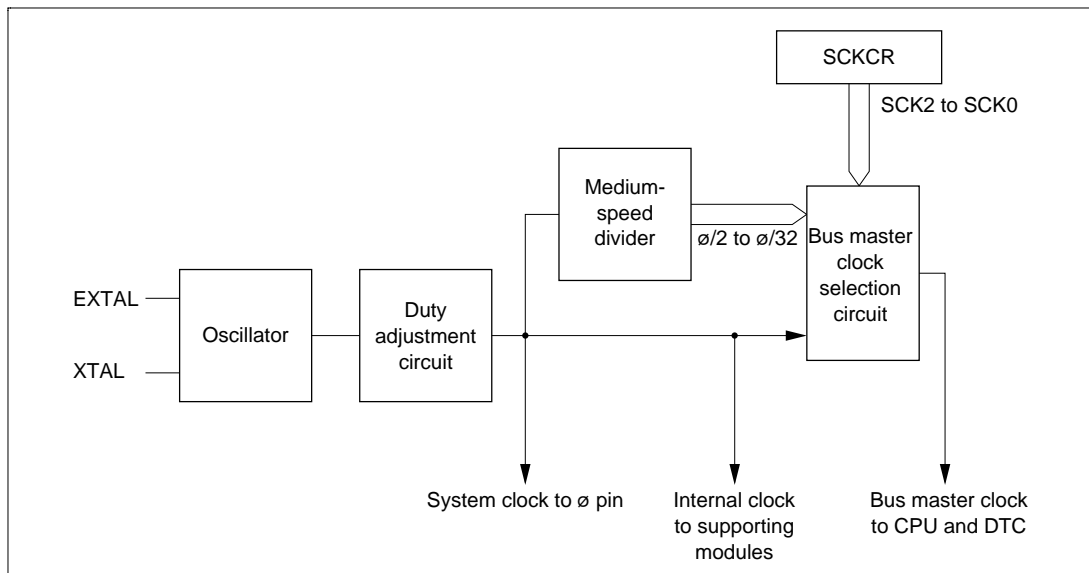 SCKCR
SCK2 to SCK0
Medium-
speed
divider
ø/2 to ø/32
Bus master
clock
selection
circuit
EXTAL
XTAL
Oscillator
Duty
adjustment
circuit
System clock to ø pin
Internal clock
to supporting
modules
Bus master clock
to CPU and DTC